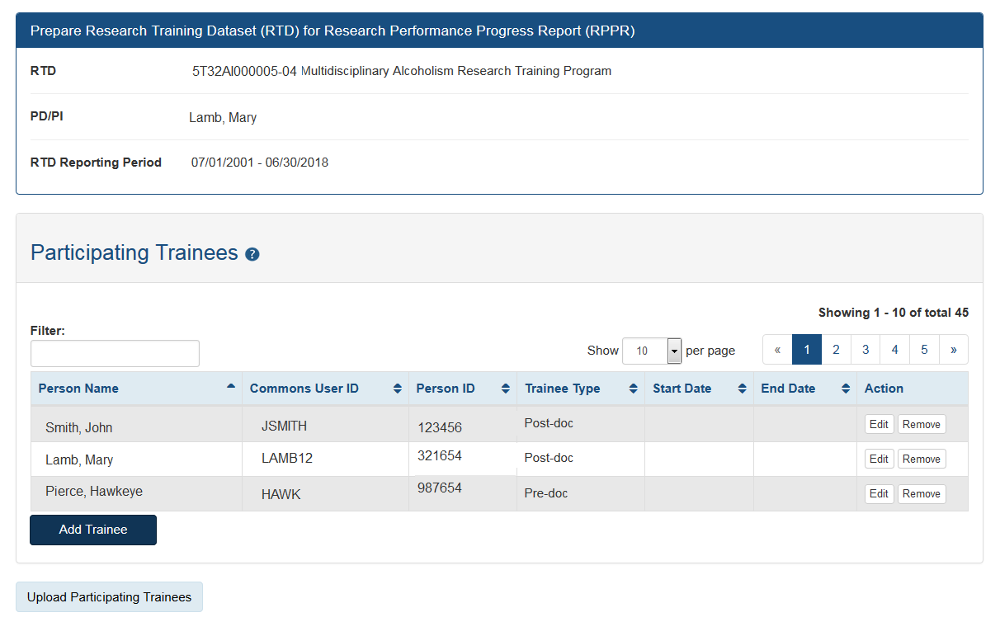 Prepare Research Training Dataset (RTD) for Research Performance Progress Report (RPPR)
RTD 5T32AI000005-04 Multidisciplinary Alcoholism Research Training Program
PD/PI Lamb, Mary
RTD Reporting Period 07/01/2001 - 06/30/2018
Participating Trainees ?
Showing 1 - 10 of total 45
Filter:
Show 10 per page « 1 2 3 4 5 »
Person Name Commons User ID Person ID Trainee Type Start Date End Date Action
Smith, John JSMITH 123456 Post-doc Edit Remove
Lamb, Mary LAMB12 321654 Post-doc Edit Remove
Pierce, Hawkeye HAWK 987654 Pre-doc Edit Remove
Add Trainee
Upload Participating Trainees